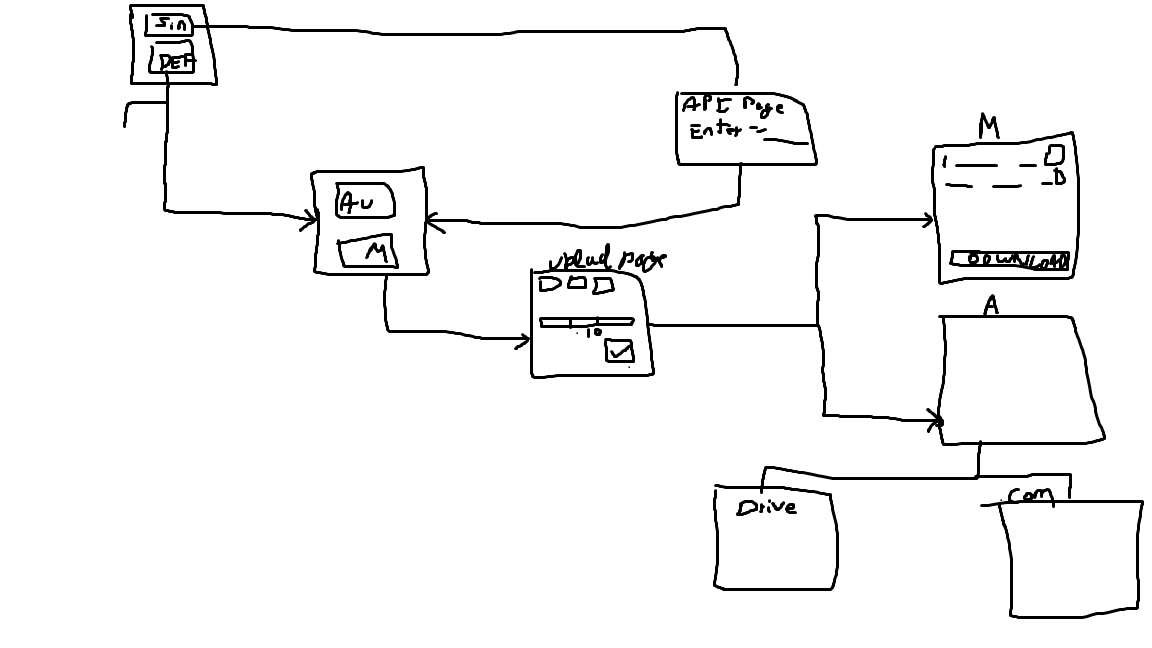 Sin
DEF
API Page
Enter -
M
D
DOWNLOAD
Au
M
upload page
10
A
Drive
Com